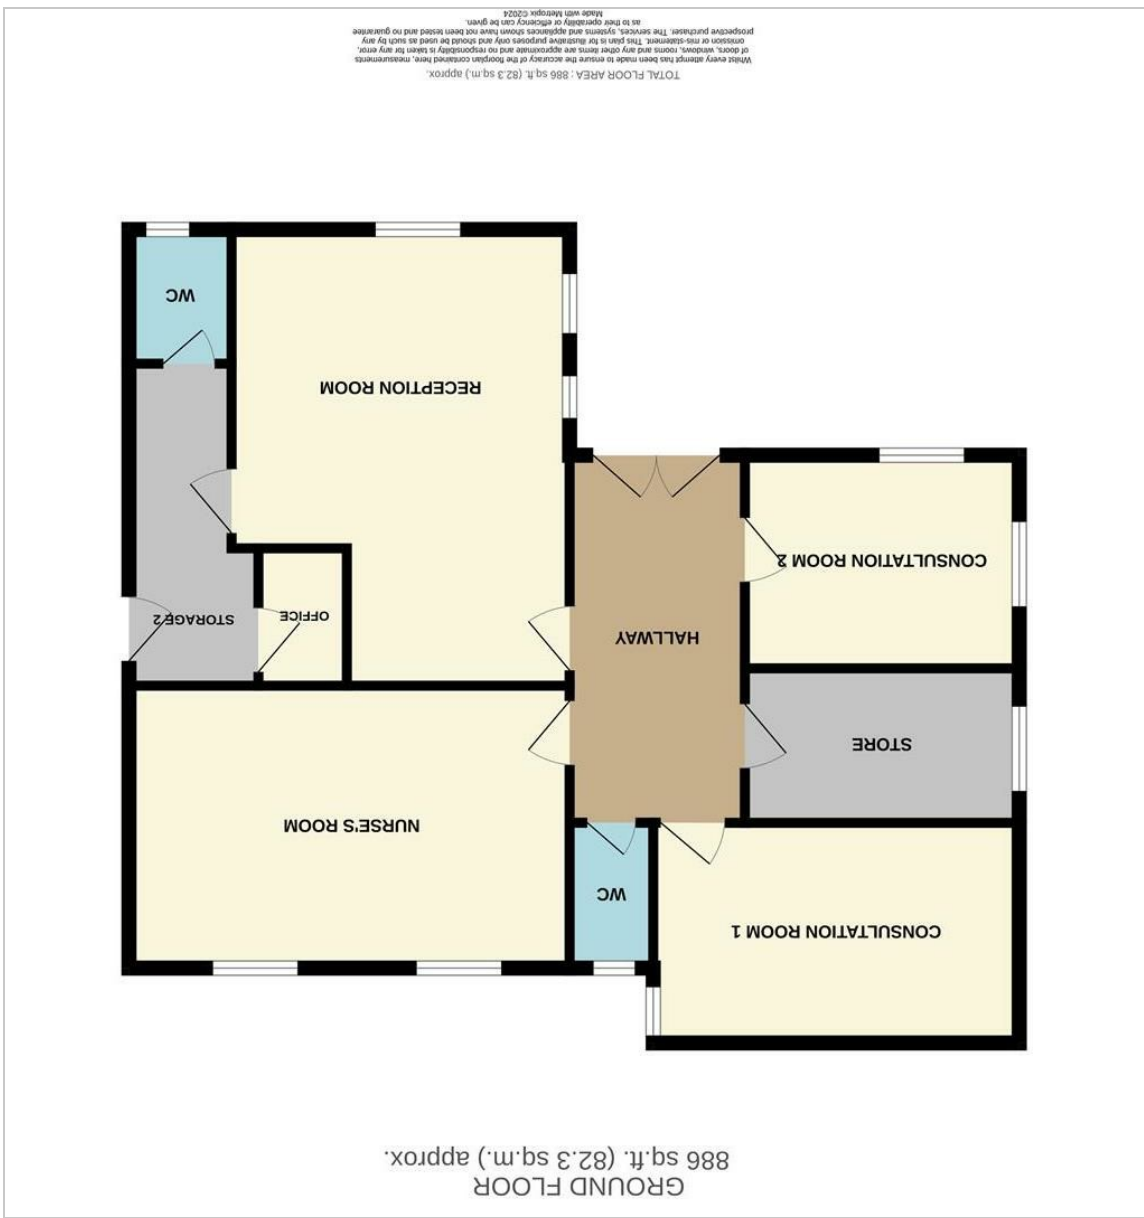 GROUND FLOOR
886 sq.ft. (82.3 sq.m.) approx.
CONSULTATION ROOM 1
WC
NURSE'S ROOM
STORE
HALLWAY
STORAGE 2
OFFICE
CONSULTATION ROOM 2
RECEPTION ROOM
WC
TOTAL FLOOR AREA : 886 sq.ft. (82.3 sq.m.) approx.
Whilst every attempt has been made to ensure the accuracy of the floorplan contained here, measurements
of doors, windows, rooms and any other items are approximate and no responsibility is taken for any error,
omission or mis-statement. This plan is for illustrative purposes only and should be used as such by any
prospective purchaser. The services, systems and appliances shown have not been tested and no guarantee
as to their operability or efficiency can be given.
Made with Metropix ©2024